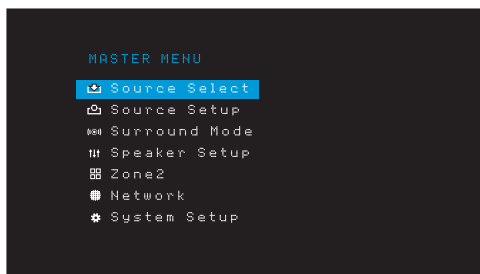 MASTER MENU
Source Select
Source Setup
Surround Mode
Speaker Setup
Zone2
Network
System Setup